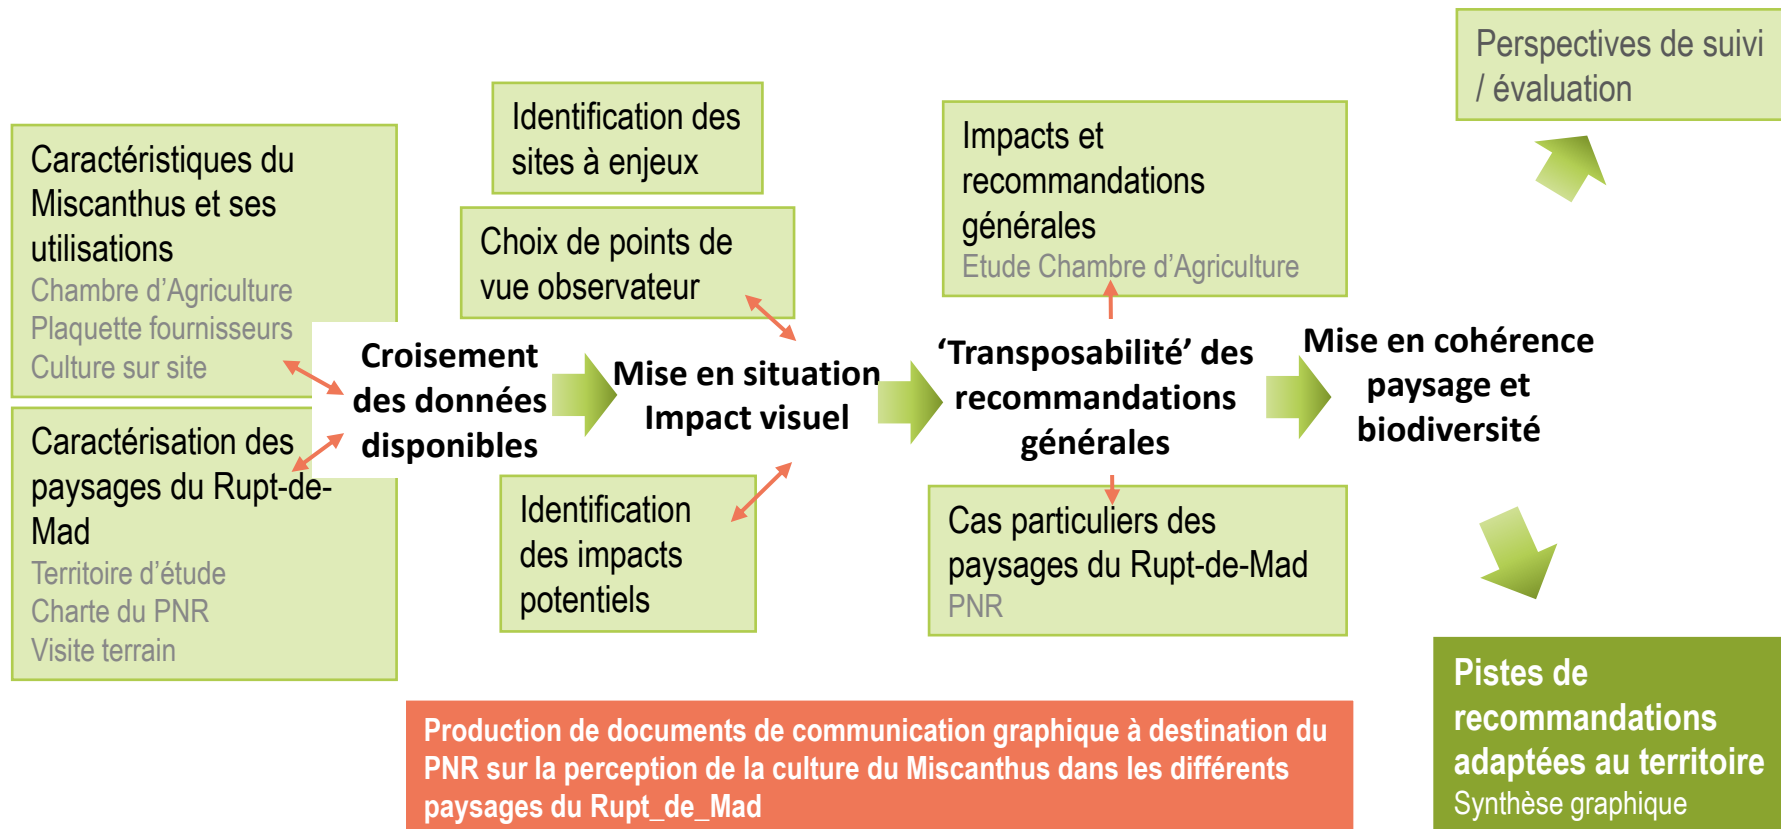 Perspectives de suivi
/ évaluation
Caractéristiques du
Miscanthus et ses
utilisations
Chambre d’Agriculture
Plaquette fournisseurs
Culture sur site
Caractérisation des
paysages du Rupt-de-
Mad
Territoire d’étude
Charte du PNR
Visite terrain
Croisement
des données
disponibles
Identification des
sites à enjeux
Choix de points de
vue observateur
Mise en situation
Impact visuel
Identification
des impacts
potentiels
Impacts et
recommandations
générales
Etude Chambre d’Agriculture
‘Transposabilité’ des
recommandations
générales
Cas particuliers des
paysages du Rupt-de-Mad
PNR
Mise en cohérence
paysage et
biodiversité
Pistes de
recommandations
adaptées au territoire
Synthèse graphique
Production de documents de communication graphique à destination du
PNR sur la perception de la culture du Miscanthus dans les différents
paysages du Rupt_de_Mad